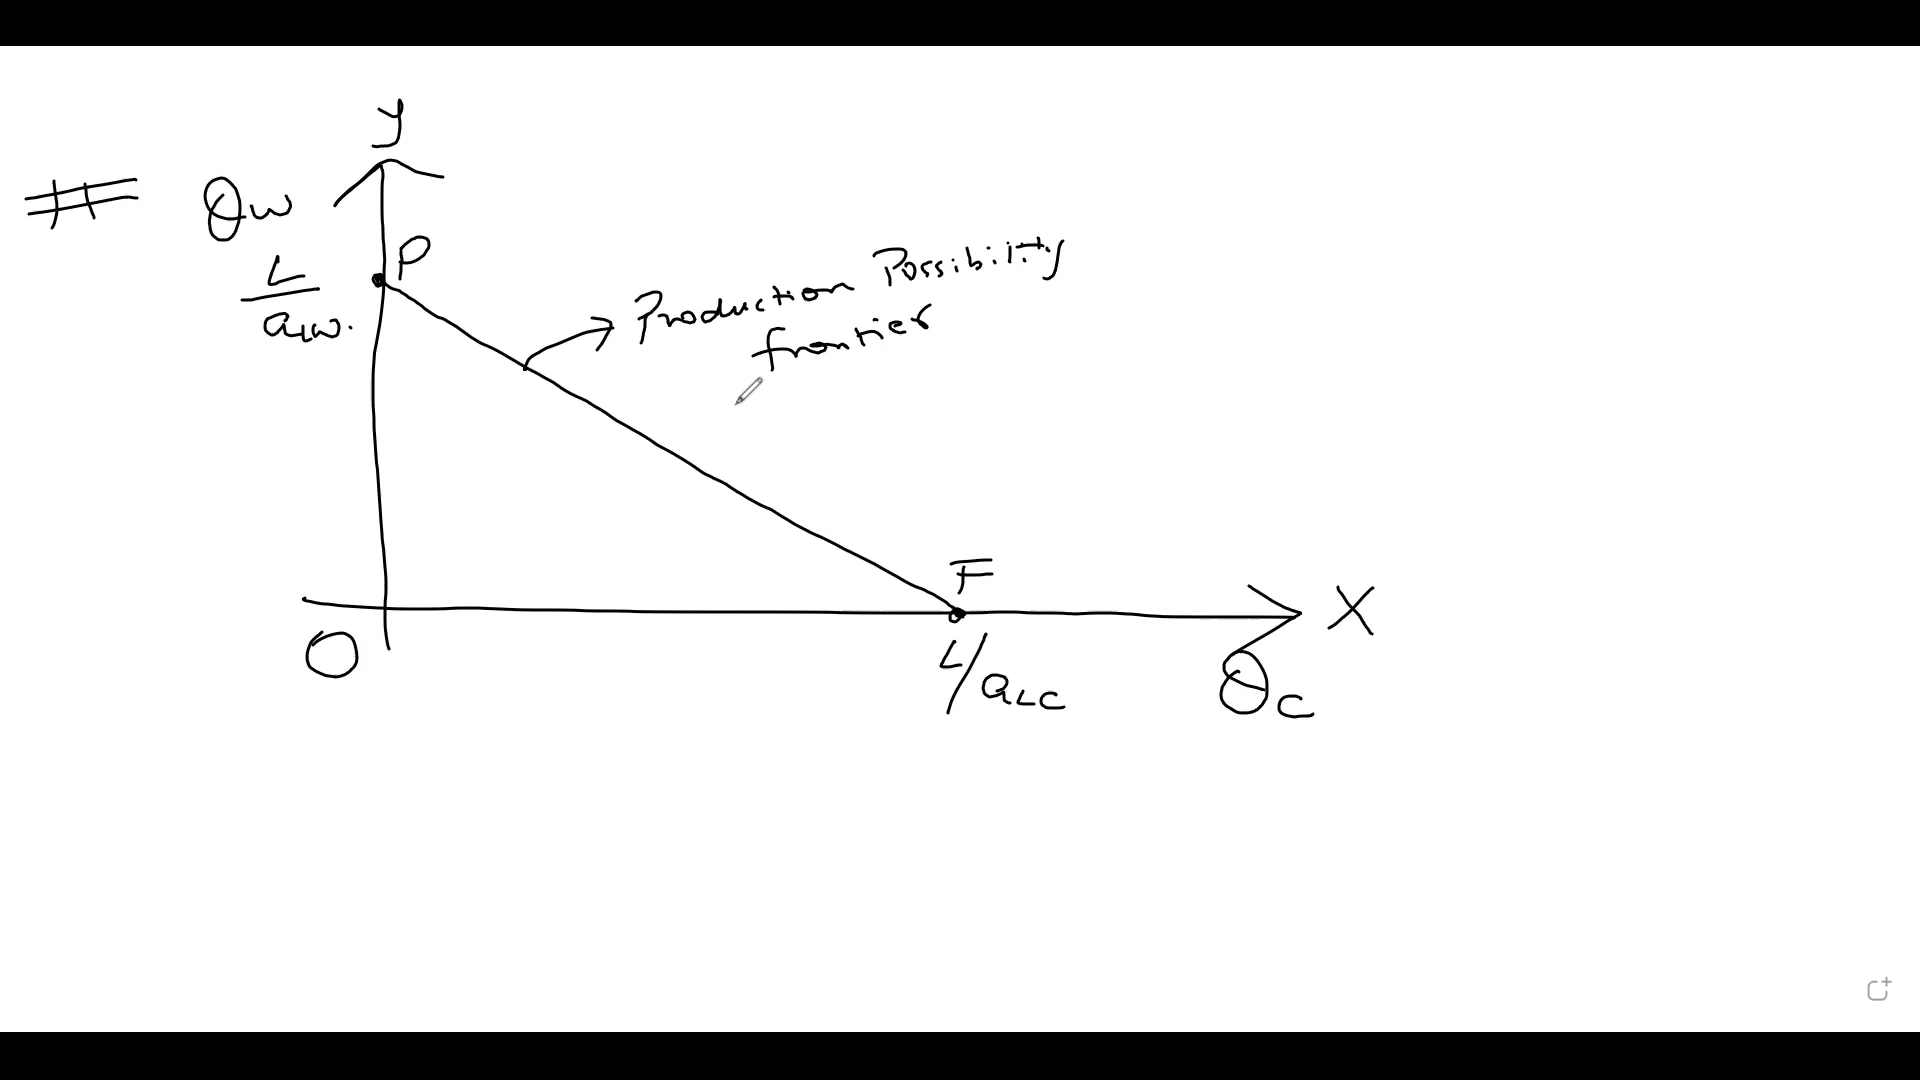 y
# Qw
P
L
aLw.
Production Possibility
frontier
F
X
O
L/aLC
QC